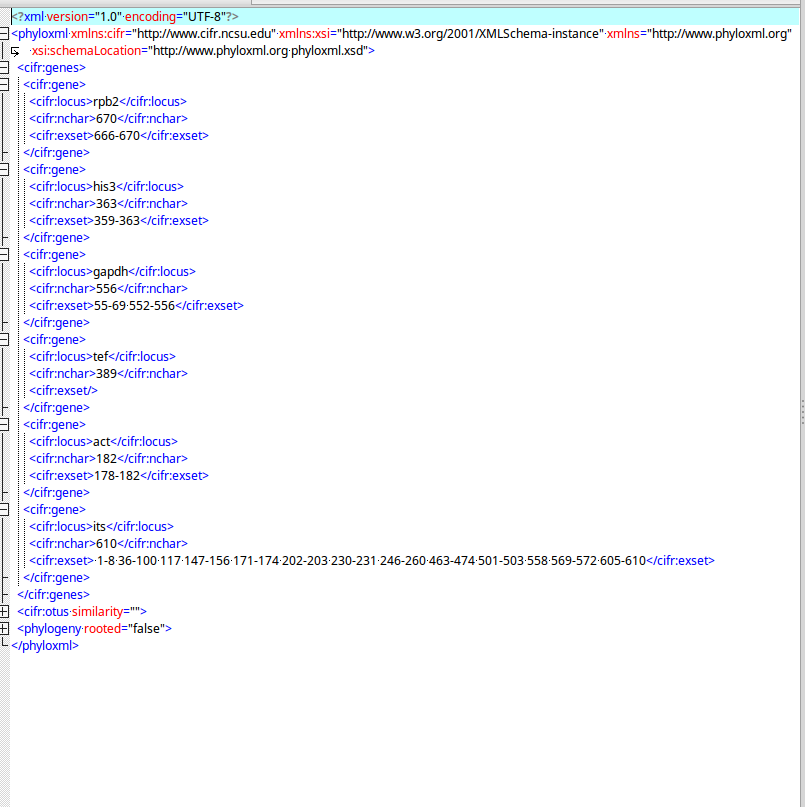 <?xml version="1.0" encoding="UTF-8"?>
<phyloxml xmlns:cifr="http://www.cifr.ncsu.edu" xmlns:xsi="http://www.w3.org/2001/XMLSchema-instance" xmlns="http://www.phyloxml.org"
xsi:schemaLocation="http://www.phyloxml.org phyloxml.xsd">
<cifr:genes>
<cifr:gene>
<cifr:locus>rpb2</cifr:locus>
<cifr:nchar>670</cifr:nchar>
<cifr:exset>666-670</cifr:exset>
</cifr:gene>
<cifr:gene>
<cifr:locus>his3</cifr:locus>
<cifr:nchar>363</cifr:nchar>
<cifr:exset>359-363</cifr:exset>
</cifr:gene>
<cifr:gene>
<cifr:locus>gapdh</cifr:locus>
<cifr:nchar>556</cifr:nchar>
<cifr:exset>55-69 552-556</cifr:exset>
</cifr:gene>
<cifr:gene>
<cifr:locus>tef</cifr:locus>
<cifr:nchar>389</cifr:nchar>
<cifr:exset/>
</cifr:gene>
<cifr:gene>
<cifr:locus>act</cifr:locus>
<cifr:nchar>182</cifr:nchar>
<cifr:exset>178-182</cifr:exset>
</cifr:gene>
<cifr:gene>
<cifr:locus>its</cifr:locus>
<cifr:nchar>610</cifr:nchar>
<cifr:exset> 1-8 36-100 117 147-156 171-174 202-203 230-231 246-260 463-474 501-503 558 569-572 605-610</cifr:exset>
</cifr:gene>
</cifr:genes>
<cifr:otus similarity="">
<phylogeny rooted="false">
</phyloxml>